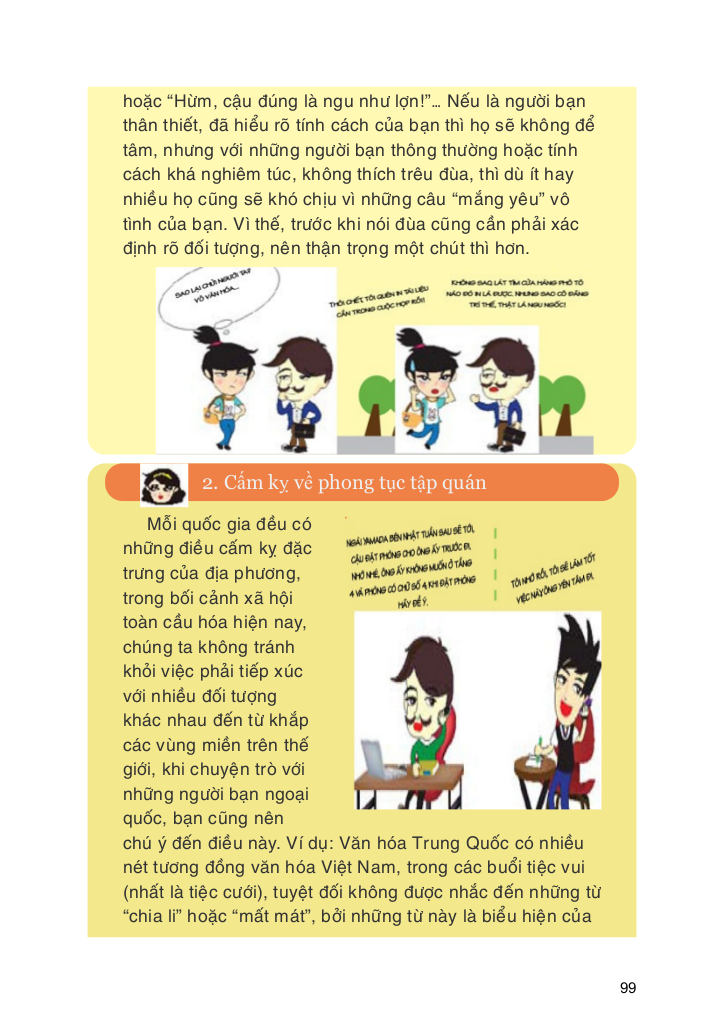 hoặc “Hừm, cậu đúng là ngu như lợn!”… Nếu là người bạn
thân thiết, đã hiểu rõ tính cách của bạn thì họ sẽ không để
tâm, nhưng với những người bạn thông thường hoặc tính
cách khá nghiêm túc, không thích trêu đùa, thì dù ít hay
nhiều họ cũng sẽ khó chịu vì những câu “mắng yêu” vô
tình của bạn. Vì thế, trước khi nói đùa cũng cần phải xác
định rõ đối tượng, nên thận trọng một chút thì hơn.
SAO LẠI CHỬI NGƯỜI TA?
VÔ VĂN HÓA...
THÔI CHẾT, TÔI QUÊN IN TÀI LIỆU
CẦN TRONG CUỘC HỌP RỒI!
KHÔNG SAO, LÁT TÌM CỬA HÀNG PHÔ TÔ
NÀO ĐÓ IN LÀ ĐƯỢC. NHƯNG SAO CÔ ĐÃNG
TRÍ THẾ, THẬT LÀ NGU NGỐC!
2. Cấm kỵ về phong tục tập quán
Mỗi quốc gia đều có
những điều cấm kỵ đặc
trưng của địa phương,
trong bối cảnh xã hội
toàn cầu hóa hiện nay,
chúng ta không tránh
khỏi việc phải tiếp xúc
với nhiều đối tượng
khác nhau đến từ khắp
các vùng miền trên thế
giới, khi chuyện trò với
những người bạn ngoại
quốc, bạn cũng nên
NGÀI YAMADA BÊN NHẬT TUẦN SAU SẼ TỚI,
CẬU ĐẶT PHÒNG CHO ÔNG ẤY TRƯỚC ĐI.
NHỚ NHÉ, ÔNG ẤY KHÔNG MUỐN Ở TẦNG
4 VÀ PHÒNG CÓ CHỮ SỐ 4, KHI ĐẶT PHÒNG
HÃY ĐỂ Ý.
TÔI NHỚ RỒI, TÔI SẼ LÀM TỐT
VIỆC NÀY, ÔNG YÊN TÂM ĐI.
chú ý đến điều này. Ví dụ: Văn hóa Trung Quốc có nhiều
nét tương đồng văn hóa Việt Nam, trong các buổi tiệc vui
(nhất là tiệc cưới), tuyệt đối không được nhắc đến những từ
“chia li” hoặc “mất mát”, bởi những từ này là biểu hiện của
99